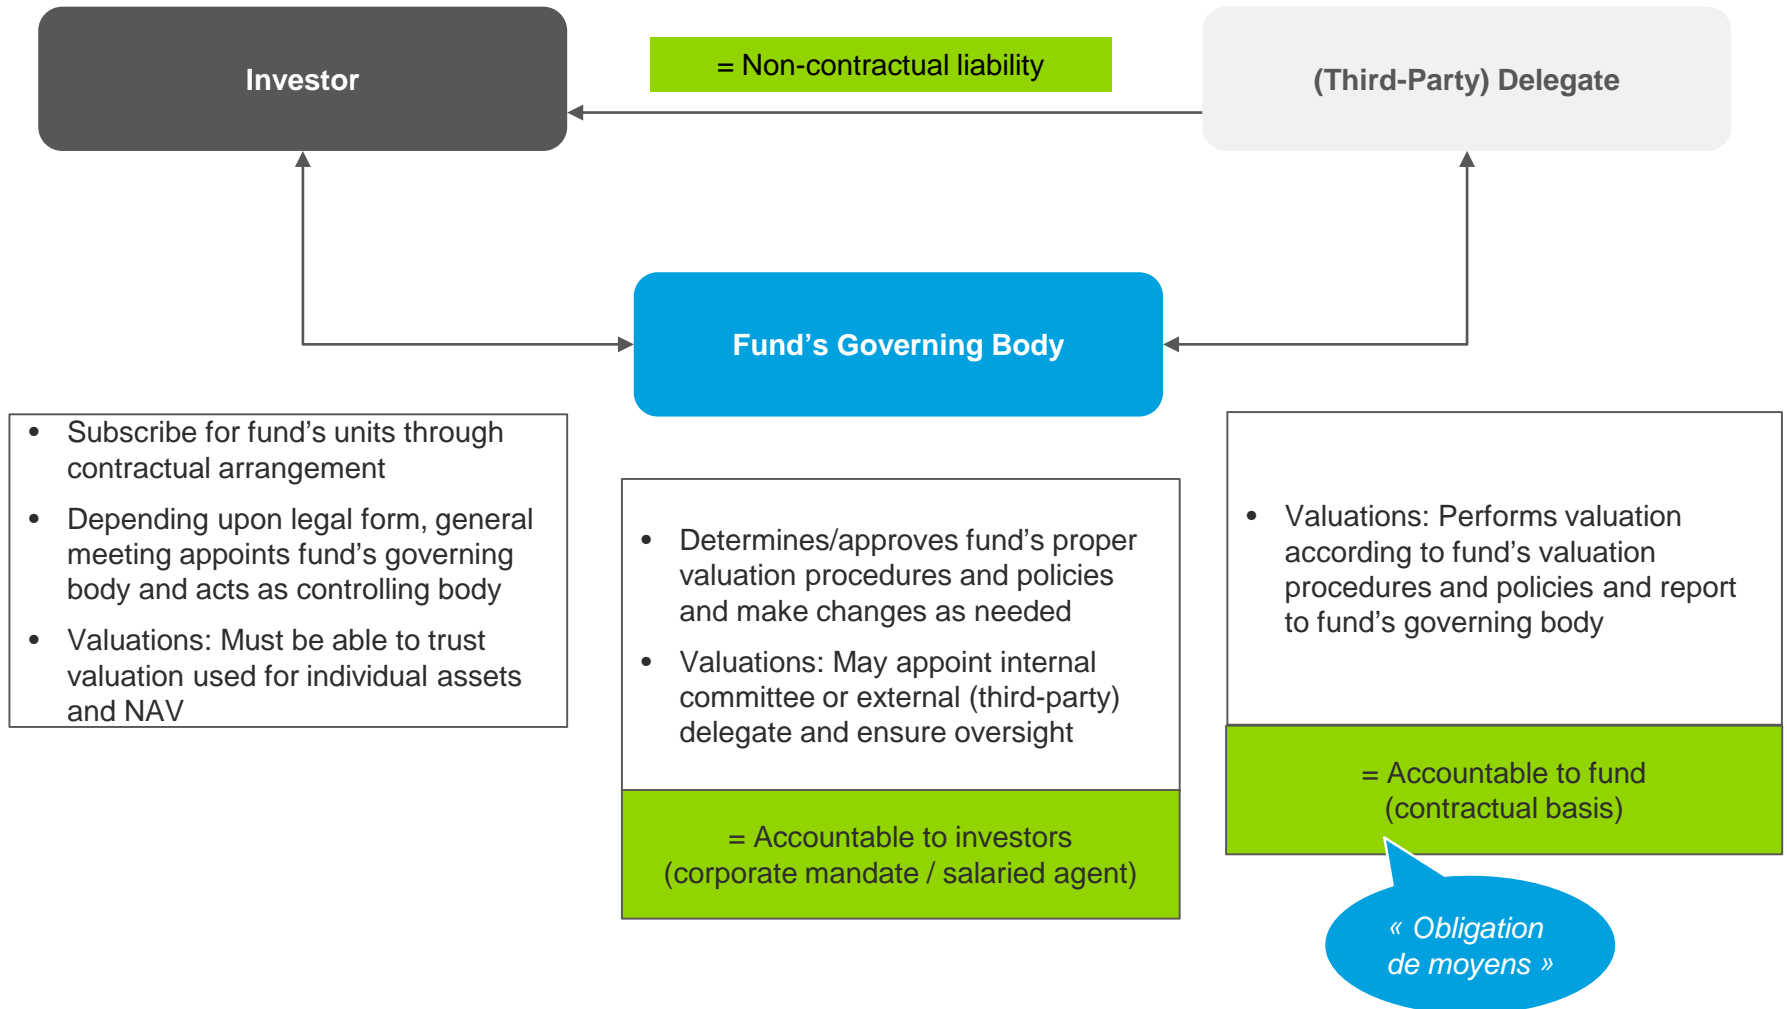 Investor
= Non-contractual liability
(Third-Party) Delegate
Fund’s Governing Body
• Subscribe for fund’s units through
contractual arrangement
• Depending upon legal form, general
meeting appoints fund’s governing
body and acts as controlling body
• Valuations: Must be able to trust
valuation used for individual assets
and NAV
• Determines/approves fund’s proper
valuation procedures and policies
and make changes as needed
• Valuations: May appoint internal
committee or external (third-party)
delegate and ensure oversight
= Accountable to investors
(corporate mandate / salaried agent)
• Valuations: Performs valuation
according to fund’s valuation
procedures and policies and report
to fund’s governing body
= Accountable to fund
(contractual basis)
« Obligation
de moyens »